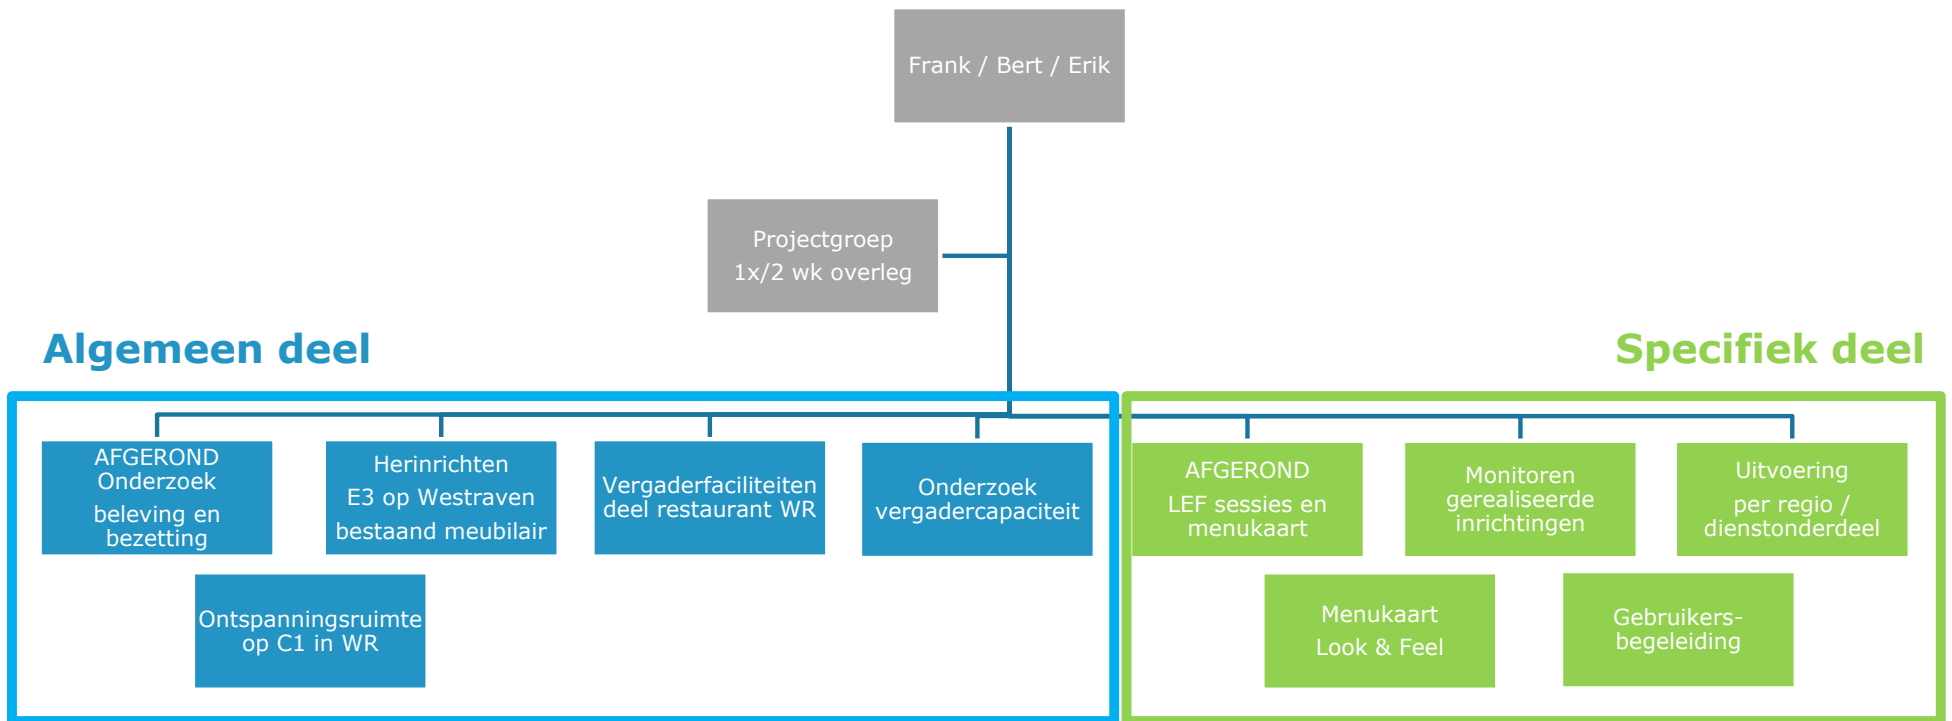 Frank / Bert / Erik
Projectgroep
1x/2 wk overleg
Algemeen deel
Specifiek deel
AFGEROND
Onderzoek
beleving en
bezetting
Herinrichten
E3 op Westraven
bestaand meubilair
Vergaderfaciliteiten
deel restaurant WR
Onderzoek
vergadercapaciteit
AFGEROND
LEF sessies en
menukaart
Monitoren
gerealiseerde
inrichtingen
Uitvoering
per regio /
dienstonderdeel
Ontspanningsruimte
op C1 in WR
Menukaart
Look & Feel
Gebruikers-
begeleiding